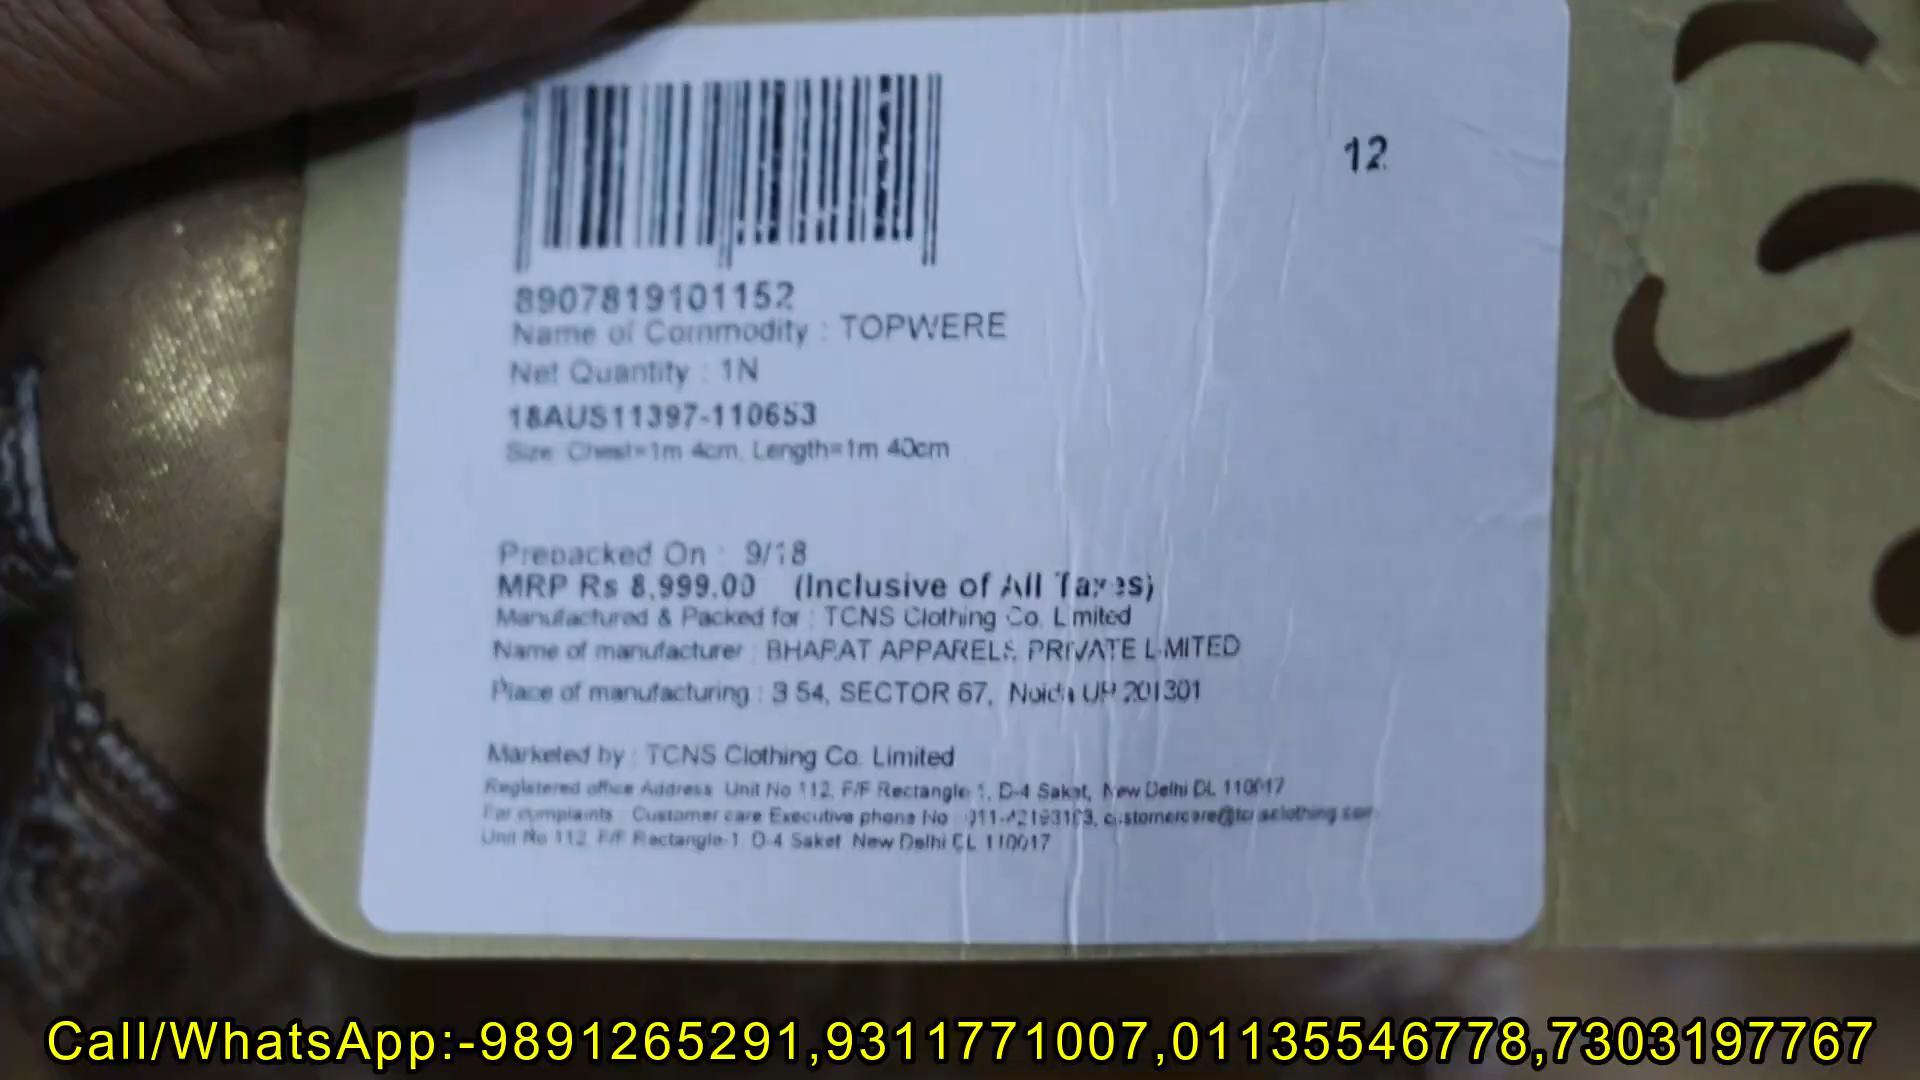 12
8907819101152
Name of Commodity : TOPWERE
Net Quantity : 1N
18AUS11397-110653
Size: Chest=1m 4cm, Length=1m 40cm
Prepacked On : 9/18
MRP Rs 8,999.00 (Inclusive of All Taxes)
Manufactured & Packed for : TCNS Clothing Co. Limited
Name of manufacturer : BHARAT APPARELS PRIVATE LIMITED
Place of manufacturing : 54, SECTOR 67, Noida UP 201301
Marketed by : TCNS Clothing Co. Limited
Registered office Address Unit No 112, F/F Rectangle 1, D-4 Saket, New Delhi DL 110017
For complaints : Customer care Executive phone No customercare@tcnsclothing.com
Unit No 112, F/F Rectangle-1, D-4 Saket New Delhi DL 110017
Call/WhatsApp:-9891265291,9311771007,01135546778,7303197767